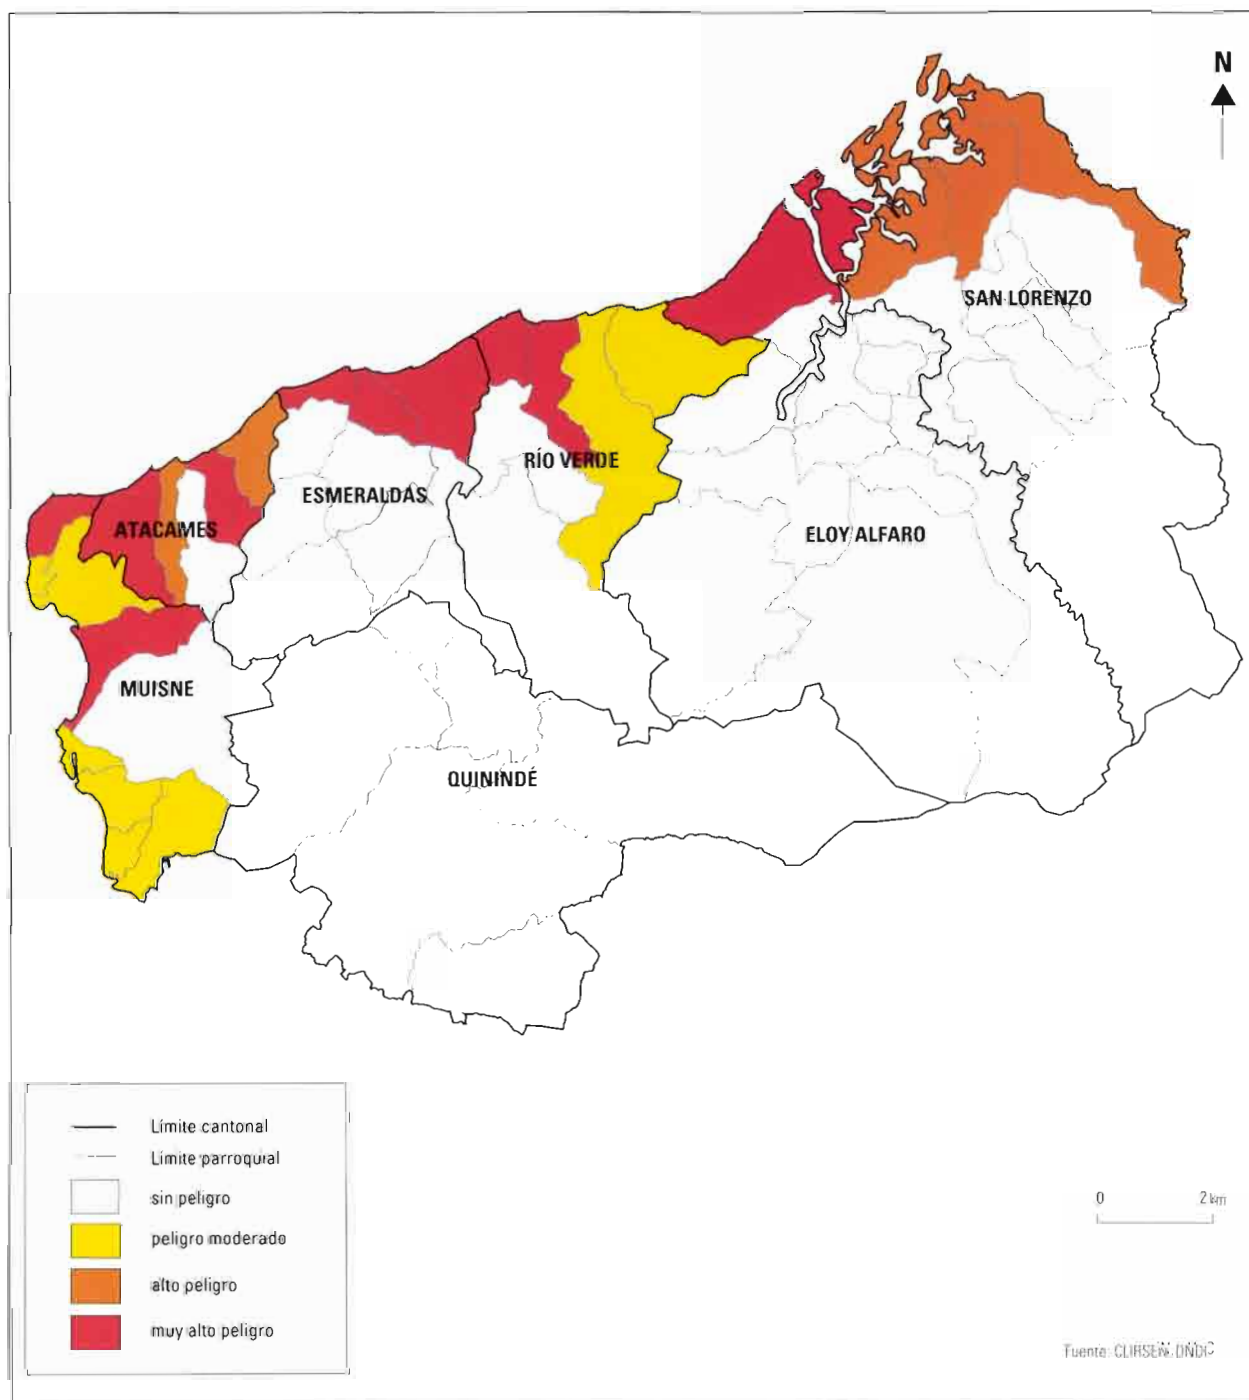 N
SAN LORENZO
RÍO VERDE
ESMERALDAS
ATACAMES
ELOY ALFARO
MUISNE
QUININDÉ
Límite cantonal
Límite parroquial
sin peligro
peligro moderado
alto peligro
muy alto peligro
0 2 km
Fuente: CLIRSEN,